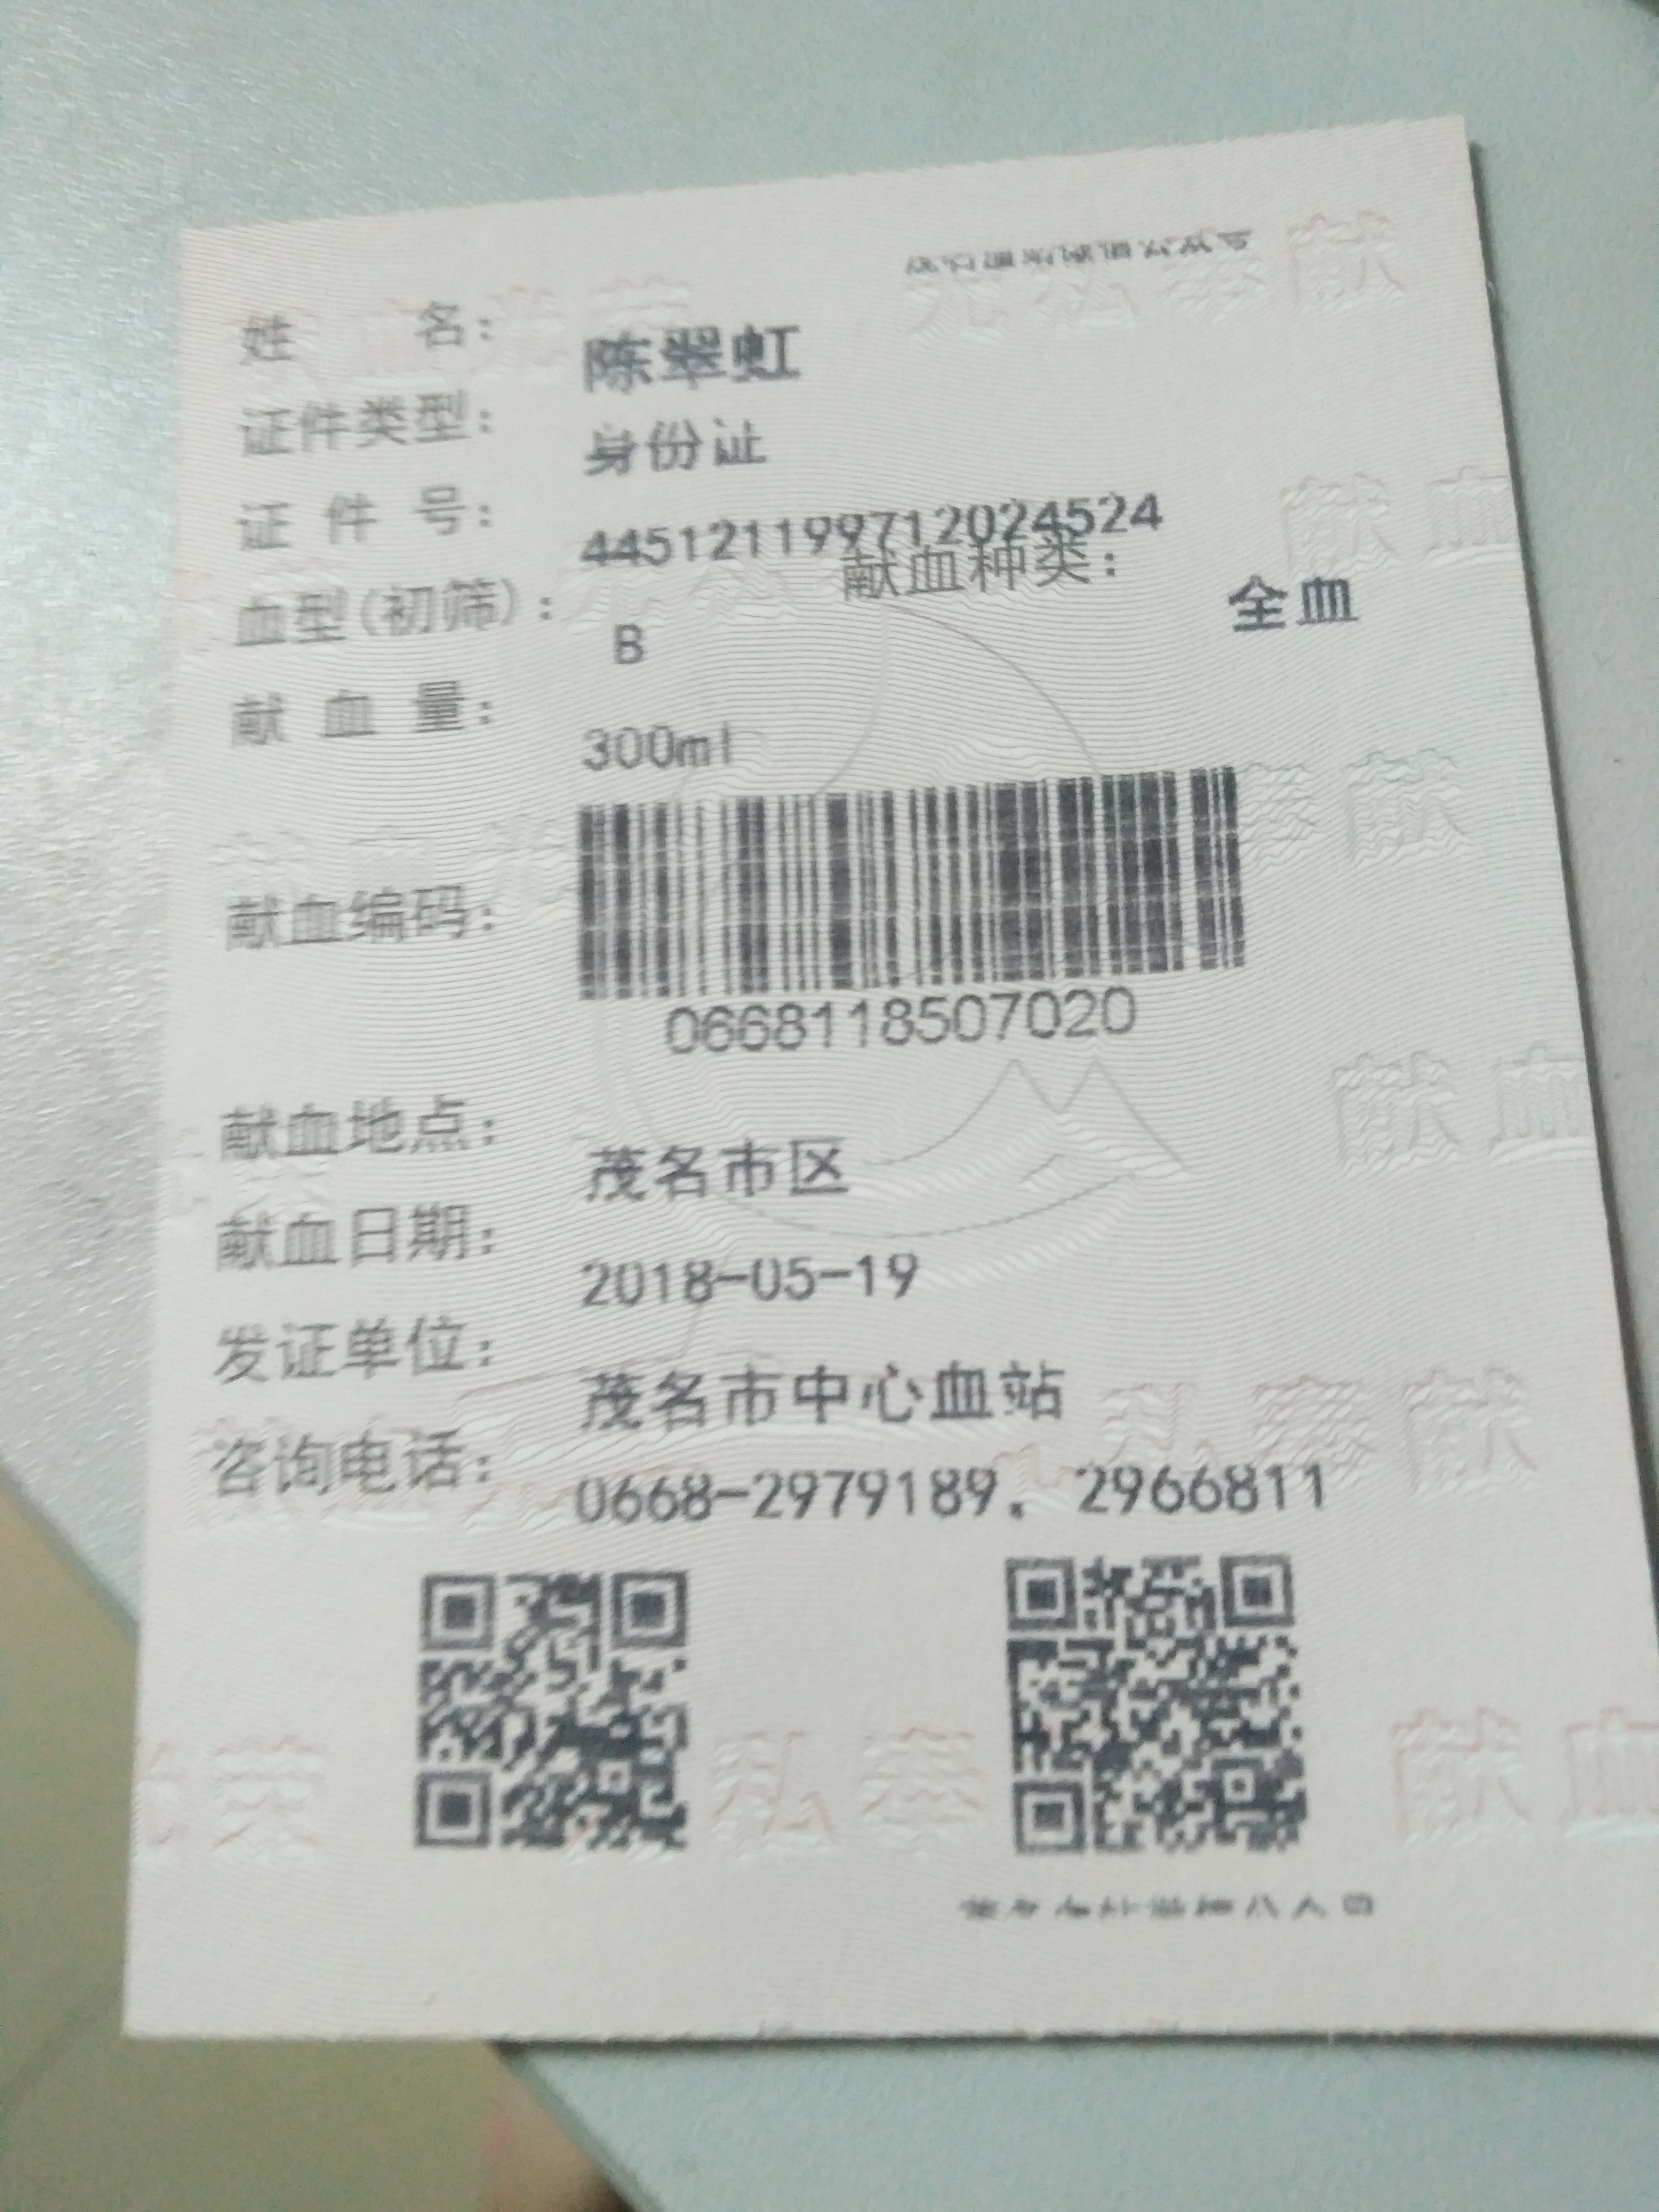 姓 名： 陈翠虹
证件类型： 身份证
证 件 号： 445121199712024524
血型(初筛)： B 献血种类： 全血
献 血 量： 300ml
献血编码：
0668118507020
献血地点： 茂名市区
献血日期： 2018-05-19
发证单位： 茂名市中心血站
咨询电话： 0668-2979189，2966811